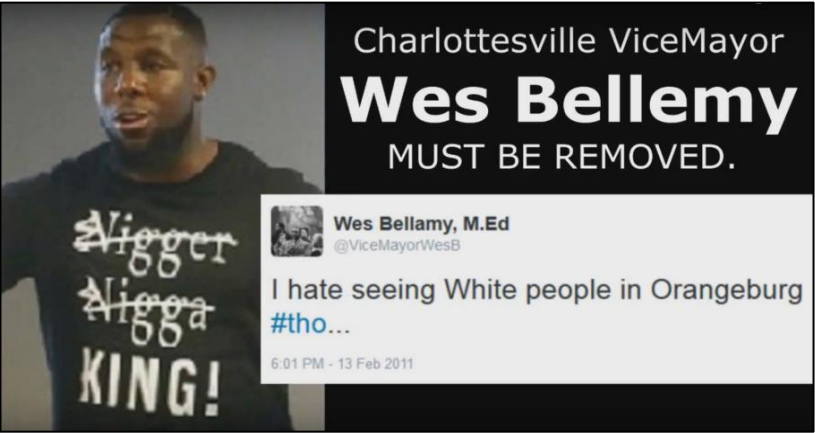 Charlottesville ViceMayor
Wes Bellemy
MUST BE REMOVED.
Nigger
Nigga
KING!
Wes Bellamy, M.Ed
@ViceMayorWesB
I hate seeing White people in Orangeburg
#tho...
6:01 PM - 13 Feb 2011